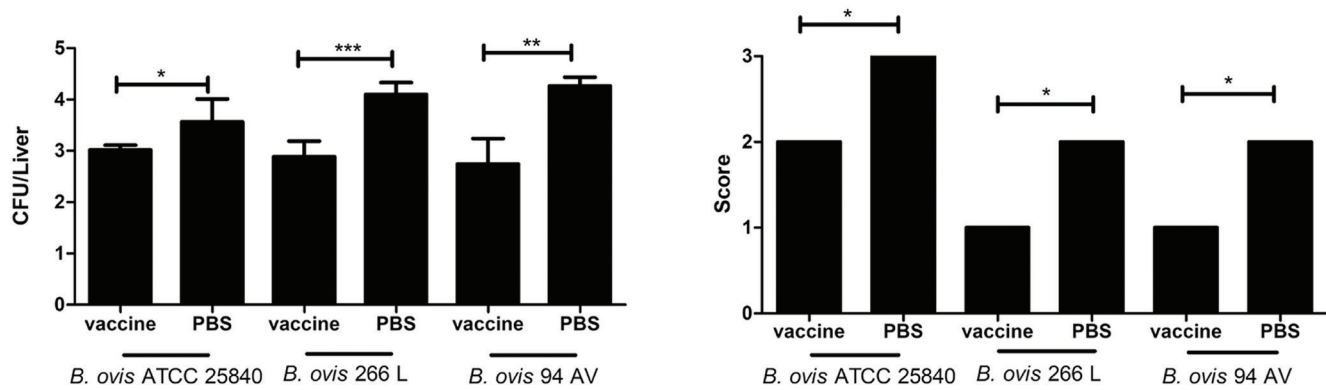 *
***
**
CFU/Liver
5
4
3
2
1
0
vaccine PBS vaccine PBS vaccine PBS
B. ovis ATCC 25840 B. ovis 266 L B. ovis 94 AV
*
*
*
Score
3
2
1
0
vaccine PBS vaccine PBS vaccine PBS
B. ovis ATCC 25840 B. ovis 266 L B. ovis 94 AV